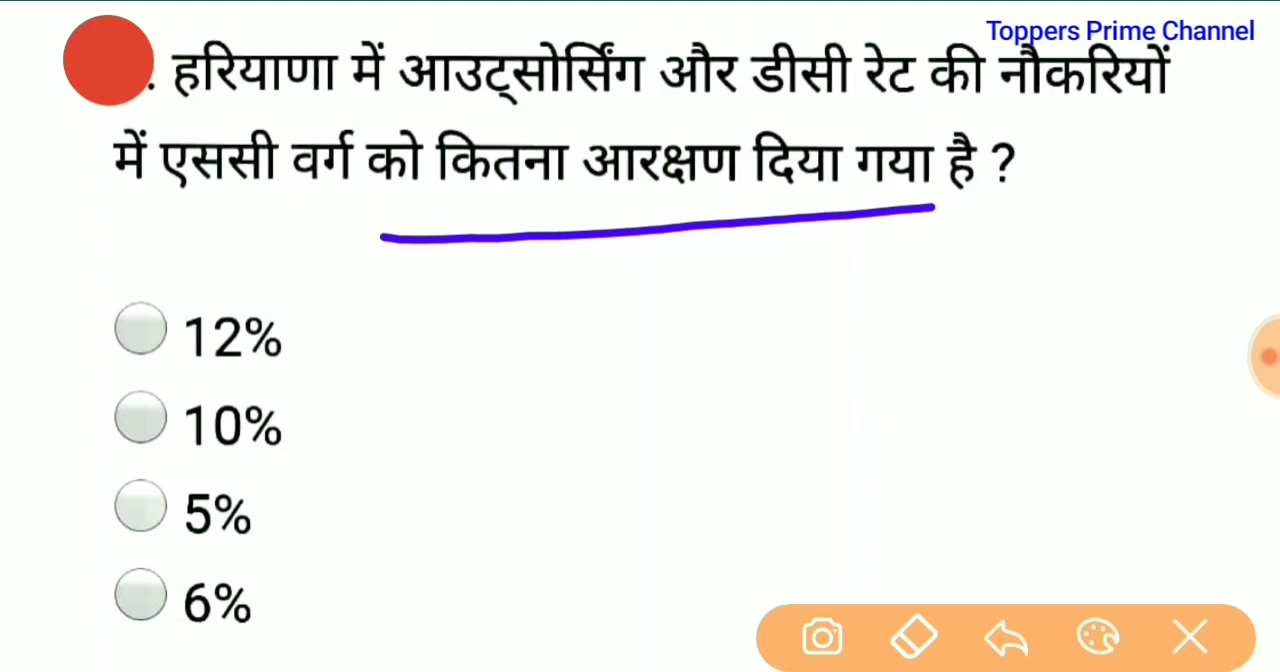 Toppers Prime Channel
. हरियाणा में आउट्सोर्सिंग और डीसी रेट की नौकरियों
में एससी वर्ग को कितना आरक्षण दिया गया है ?
12%
10%
5%
6%